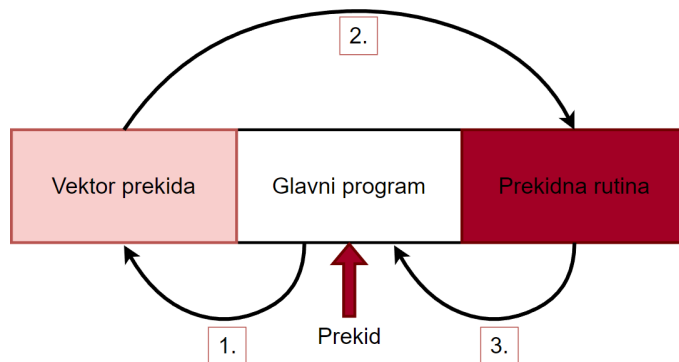 2.
Vektor prekida
Glavni program
Prekidna rutina
1.
Prekid
3.